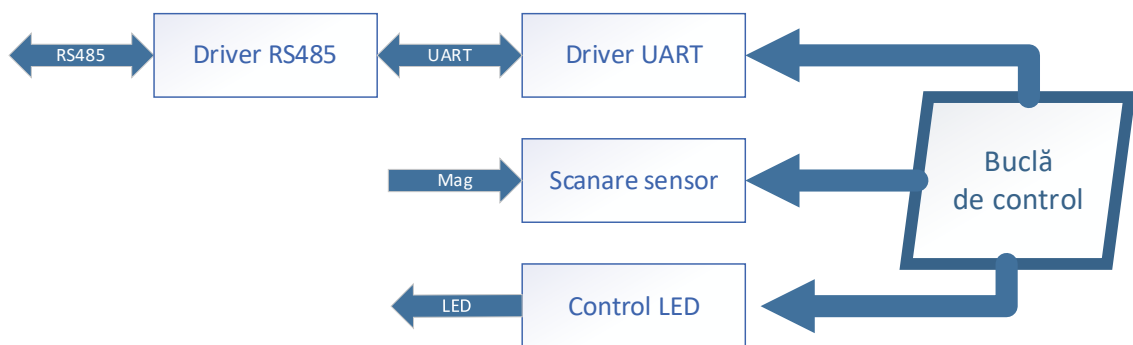 RS485
Driver RS485
UART
Driver UART
Mag
Scanare sensor
Buclă
de control
LED
Control LED